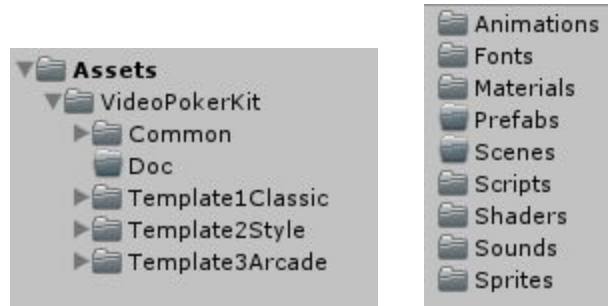 Assets
VideoPokerKit
Common
Doc
Template1Classic
Template2Style
Template3Arcade
Animations
Fonts
Materials
Prefabs
Scenes
Scripts
Shaders
Sounds
Sprites